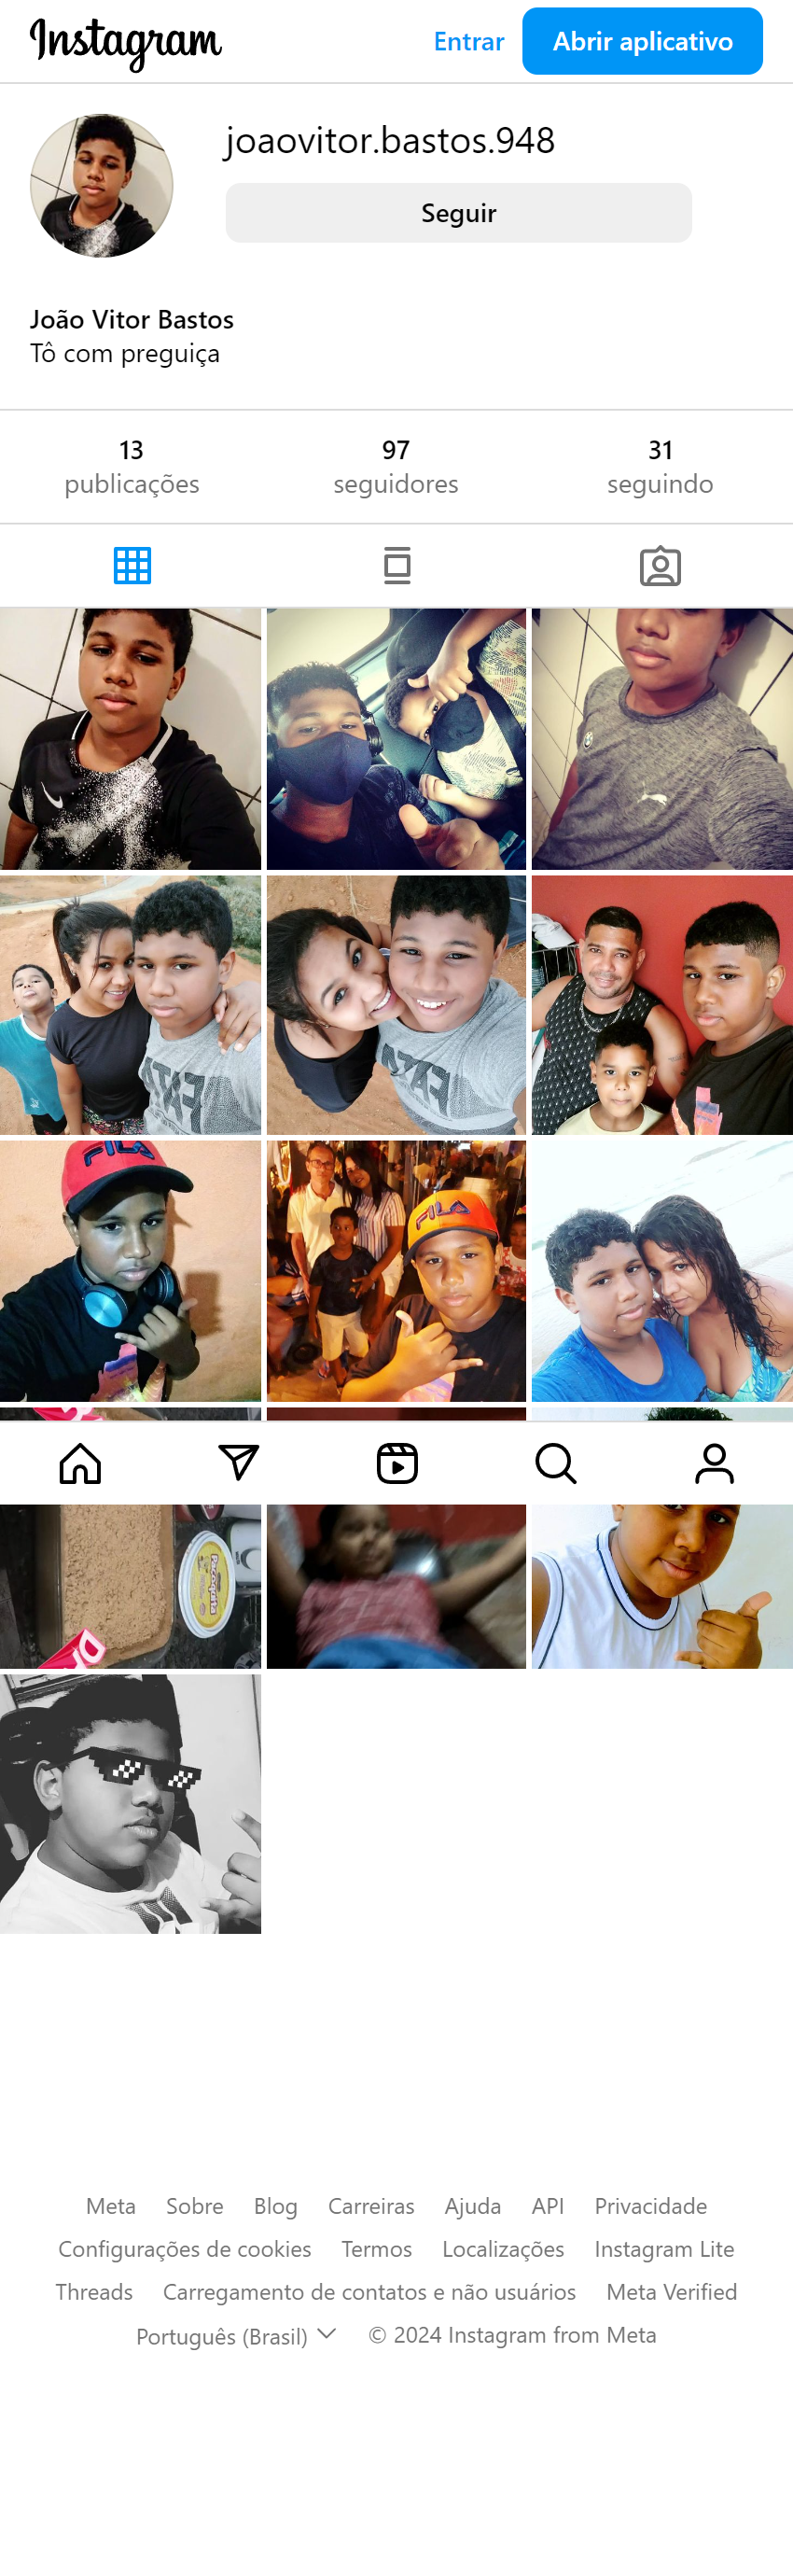 Instagram
Entrar
Abrir aplicativo
joaovitor.bastos.948
Seguir
João Vitor Bastos
Tô com preguiça
13 97 31
publicações seguidores seguindo
FILA
FILA
Meta Sobre Blog Carreiras Ajuda API Privacidade
Configurações de cookies Termos Localizações Instagram Lite
Threads Carregamento de contatos e não usuários Meta Verified
Português (Brasil) © 2024 Instagram from Meta